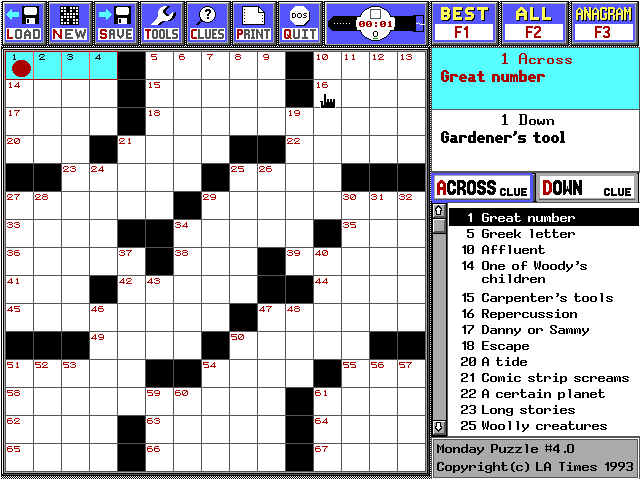 LOAD NEW SAVE TOOLS CLUES PRINT DOS QUIT 00:01 BEST F1 ALL F2 ANAGRAM F3
1 2 3 4 5 6 7 8 9 10 11 12 13
14 15 16
17 18 19
20 21 22
23 24 25 26
27 28 29 30 31 32
33 34 35
36 37 38 39 40
41 42 43 44
45 46 47 48
49 50
51 52 53 54 55 56 57
58 59 60 61
62 63 64
65 66 67
1 Across
Great number
1 Down
Gardener's tool
ACROSS CLUE DOWN CLUE
1 Great number
5 Greek letter
10 Affluent
14 One of Woody's
children
15 Carpenter's tools
16 Repercussion
17 Danny or Sammy
18 Escape
20 A tide
21 Comic strip screams
22 A certain planet
23 Long stories
25 Woolly creatures
Monday Puzzle #4.0
Copyright(c) LA Times 1993